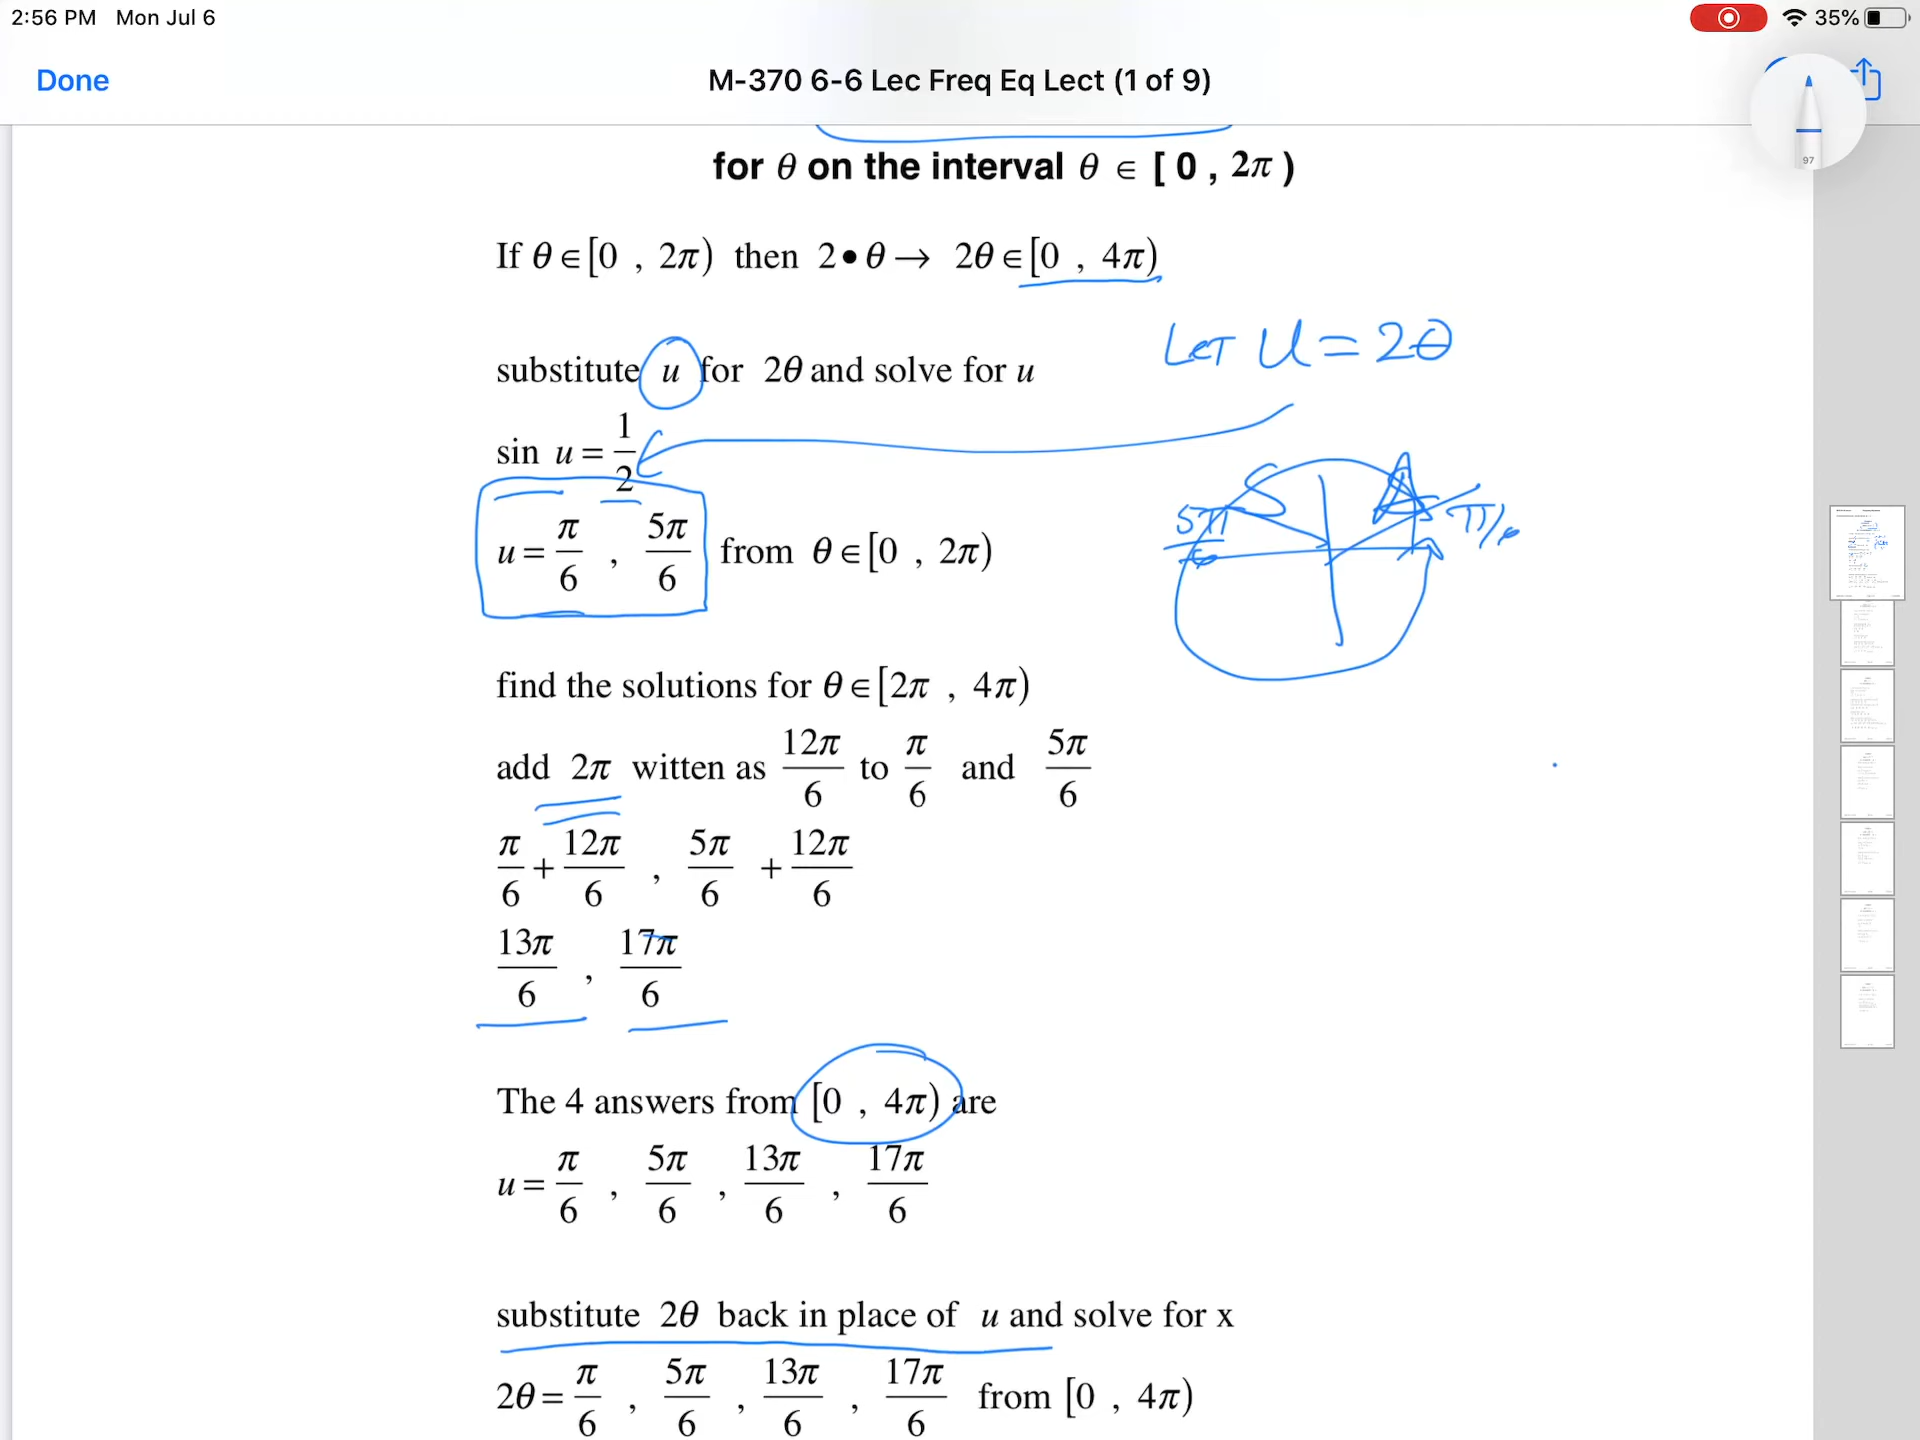 2:56 PM Mon Jul 6
35%
Done
M-370 6-6 Lec Freq Eq Lect (1 of 9)
97
for θ on the interval θ ∈ [ 0 , 2π )
If θ ∈ [0 , 2π) then 2 • θ → 2θ ∈ [0 , 4π)
LET U = 2θ
substitute u for 2θ and solve for u
sin u = 1/2
S A
5π/6 π/6
u = π/6 , 5π/6 from θ ∈ [0 , 2π)
find the solutions for θ ∈ [2π , 4π)
add 2π witten as 12π/6 to π/6 and 5π/6
π/6 + 12π/6 , 5π/6 + 12π/6
13π/6 , 17π/6
The 4 answers from [0 , 4π) are
u = π/6 , 5π/6 , 13π/6 , 17π/6
substitute 2θ back in place of u and solve for x
2θ = π/6 , 5π/6 , 13π/6 , 17π/6 from [0 , 4π)